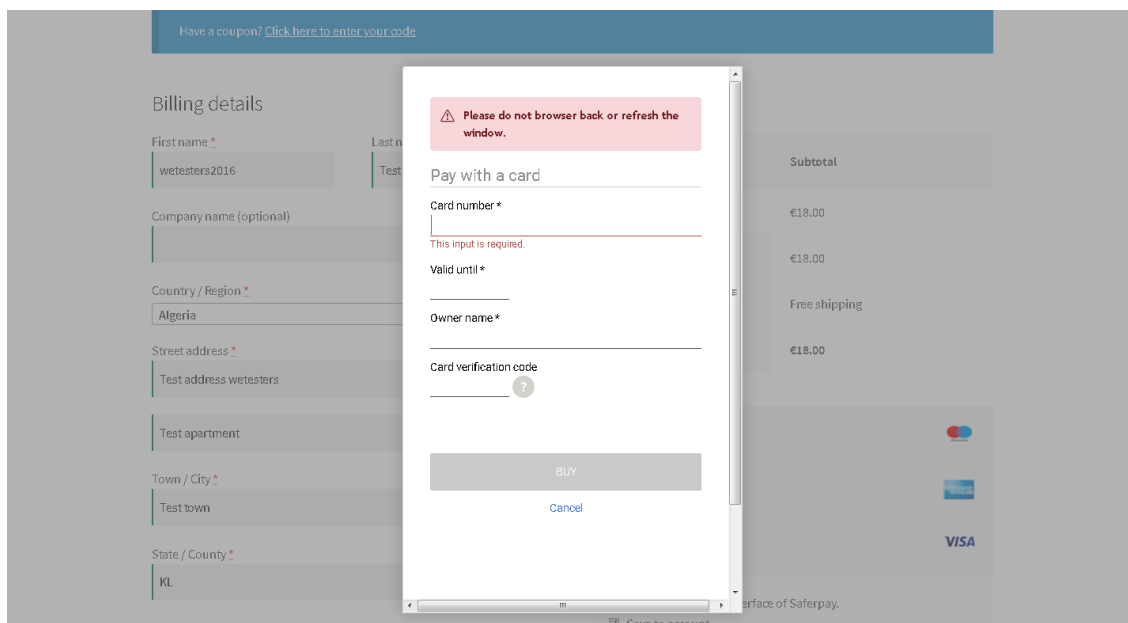 Have a coupon? Click here to enter your code
Billing details
First name *
Last n
wetesters2016
Test
Company name (optional)
Country / Region *
Algeria
Street address *
Test address wetesters
Test apartment
Town / City *
Test town
State / County *
KL
Please do not browser back or refresh the
window.
Pay with a card
Card number *
This input is required.
Valid until *
Owner name *
Card verification code
?
BUY
Cancel
Subtotal
€18.00
€18.00
Free shipping
€18.00
VISA
erface of Saferpay.
Save to account